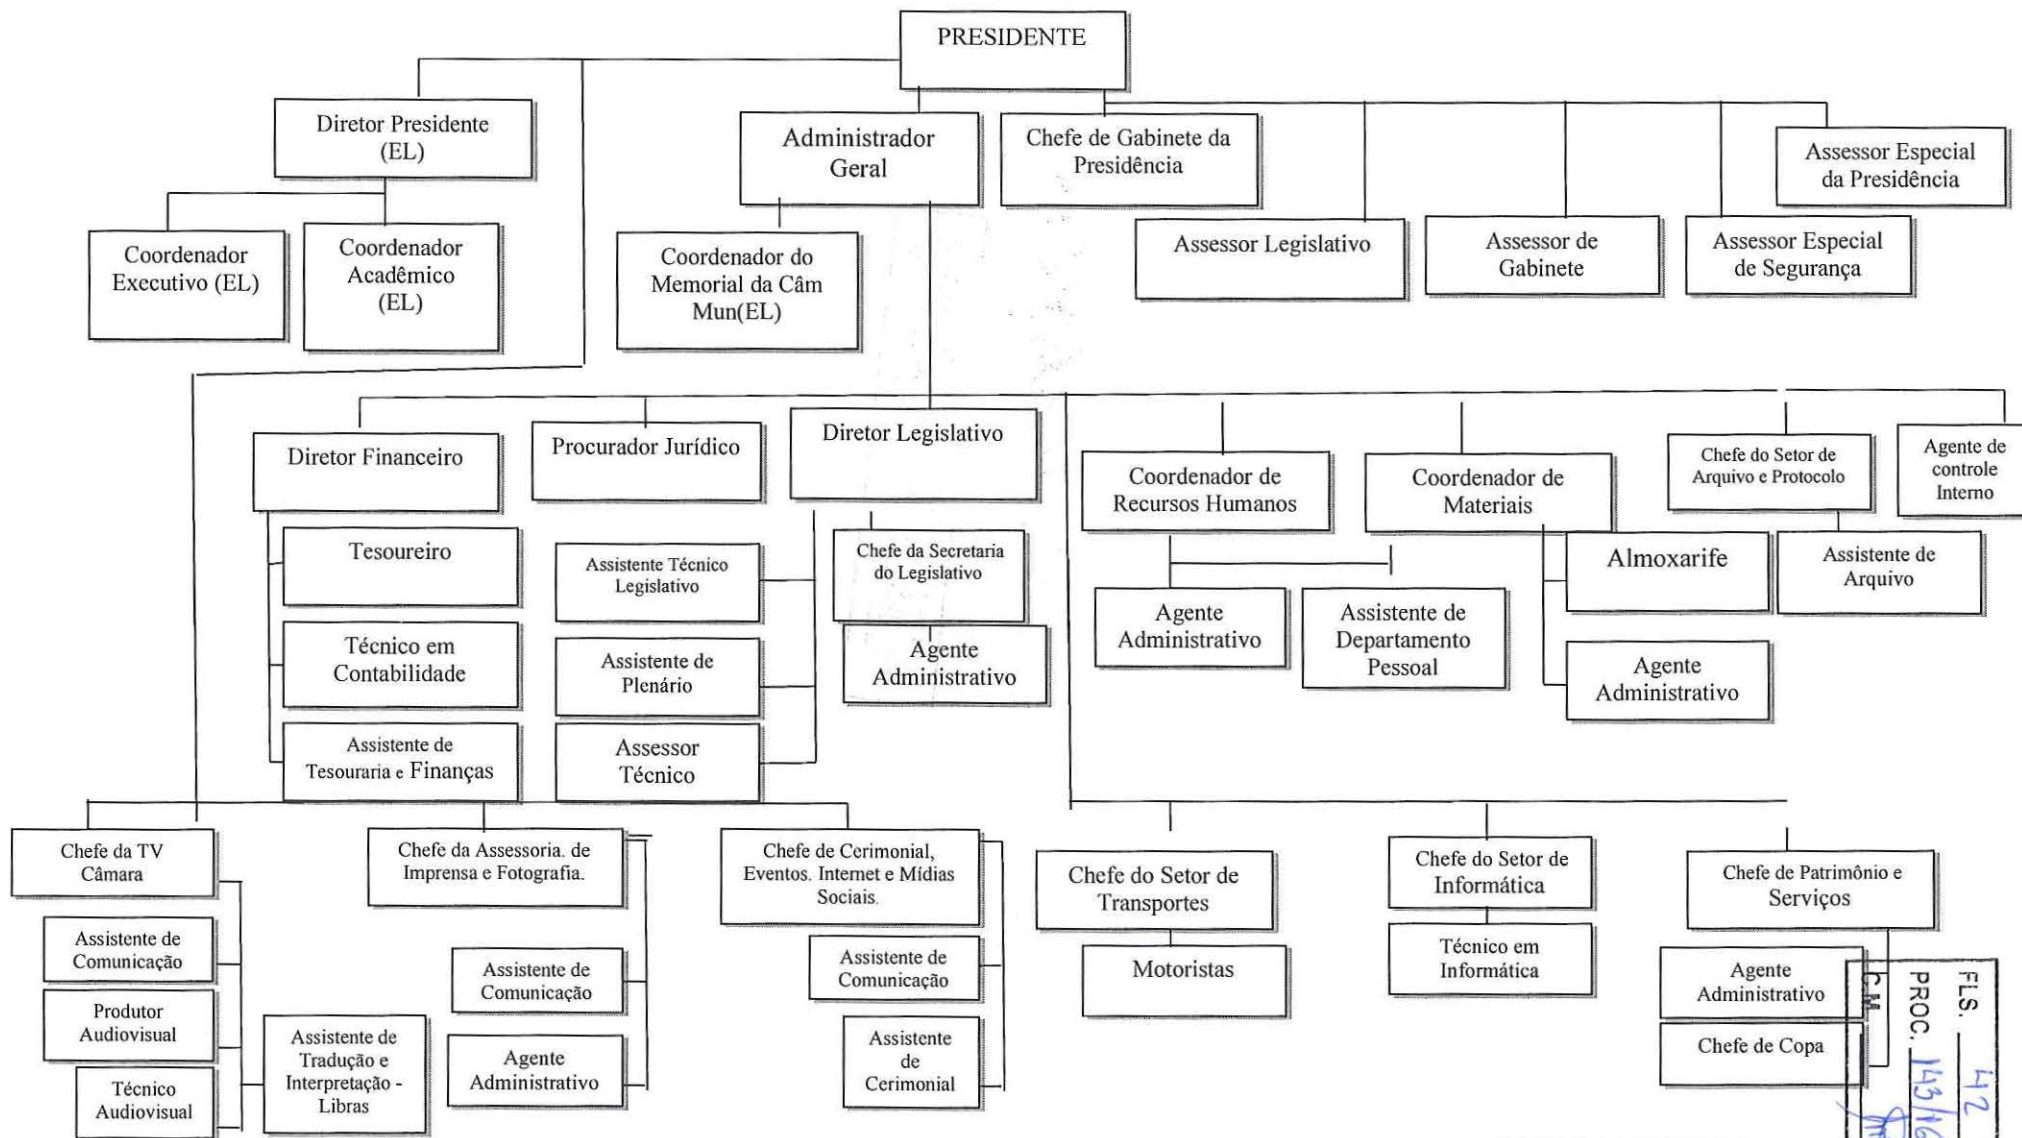 PRESIDENTE
Diretor Presidente
(EL)
Administrador
Geral
Chefe de Gabinete da
Presidência
Assessor Especial
da Presidência
Coordenador
Executivo (EL)
Coordenador
Acadêmico
(EL)
Coordenador do
Memorial da Câm
Mun(EL)
Assessor Legislativo
Assessor de
Gabinete
Assessor Especial
de Segurança
Diretor Financeiro
Procurador Jurídico
Diretor Legislativo
Coordenador de
Recursos Humanos
Coordenador de
Materiais
Chefe do Setor de
Arquivo e Protocolo
Agente de
controle
Interno
Tesoureiro
Técnico em
Contabilidade
Assistente de
Tesouraria e Finanças
Assistente Técnico
Legislativo
Assistente de
Plenário
Assessor
Técnico
Chefe da Secretaria
do Legislativo
Agente
Administrativo
Agente
Administrativo
Assistente de
Departamento
Pessoal
Almoxarife
Agente
Administrativo
Assistente de
Arquivo
Chefe da TV
Câmara
Assistente de
Comunicação
Produtor
Audiovisual
Técnico
Audiovisual
Assistente de
Tradução e
Interpretação -
Libras
Chefe da Assessoria. de
Imprensa e Fotografia.
Assistente de
Comunicação
Agente
Administrativo
Chefe de Cerimonial,
Eventos. Internet e Mídias
Sociais.
Assistente de
Comunicação
Assistente
de
Cerimonial
Chefe do Setor de
Transportes
Motoristas
Chefe do Setor de
Informática
Técnico em
Informática
Chefe de Patrimônio e
Serviços
Agente
Administrativo
Chefe de Copa
FLS. 42
PROC. 143/16
C.M.